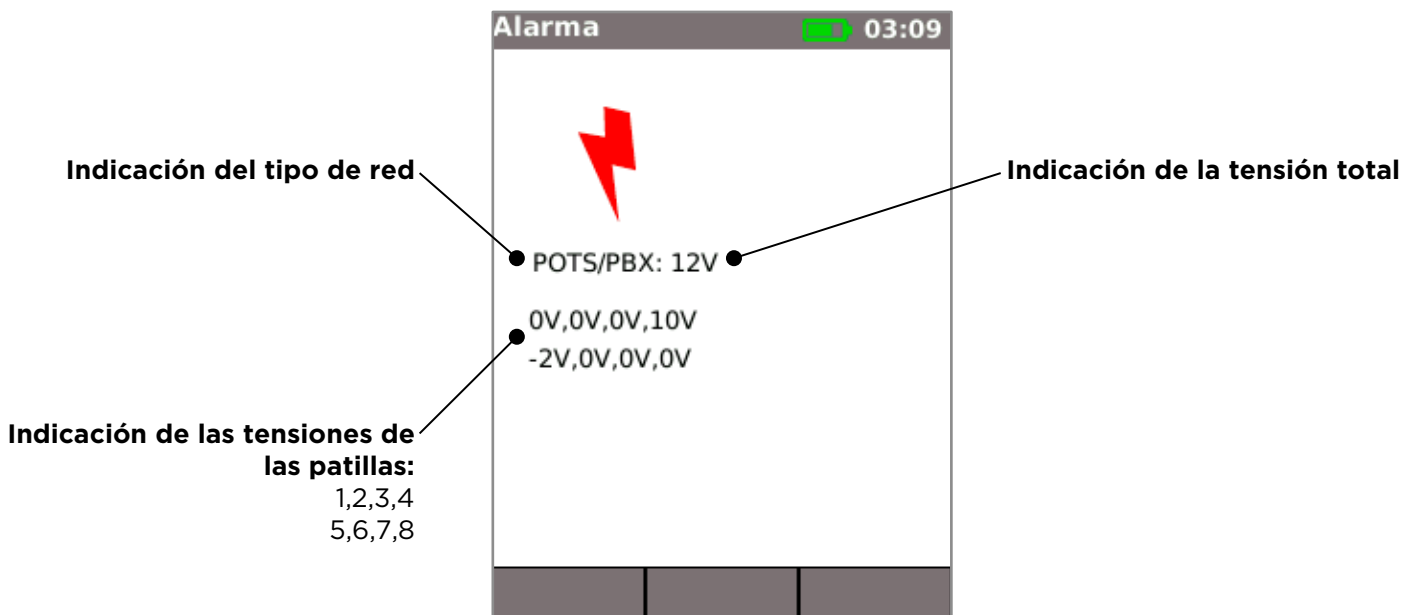 Alarma 03:09
Indicación del tipo de red
Indicación de la tensión total
POTS/PBX: 12V
0V,0V,0V,10V
-2V,0V,0V,0V
Indicación de las tensiones de
las patillas:
1,2,3,4
5,6,7,8